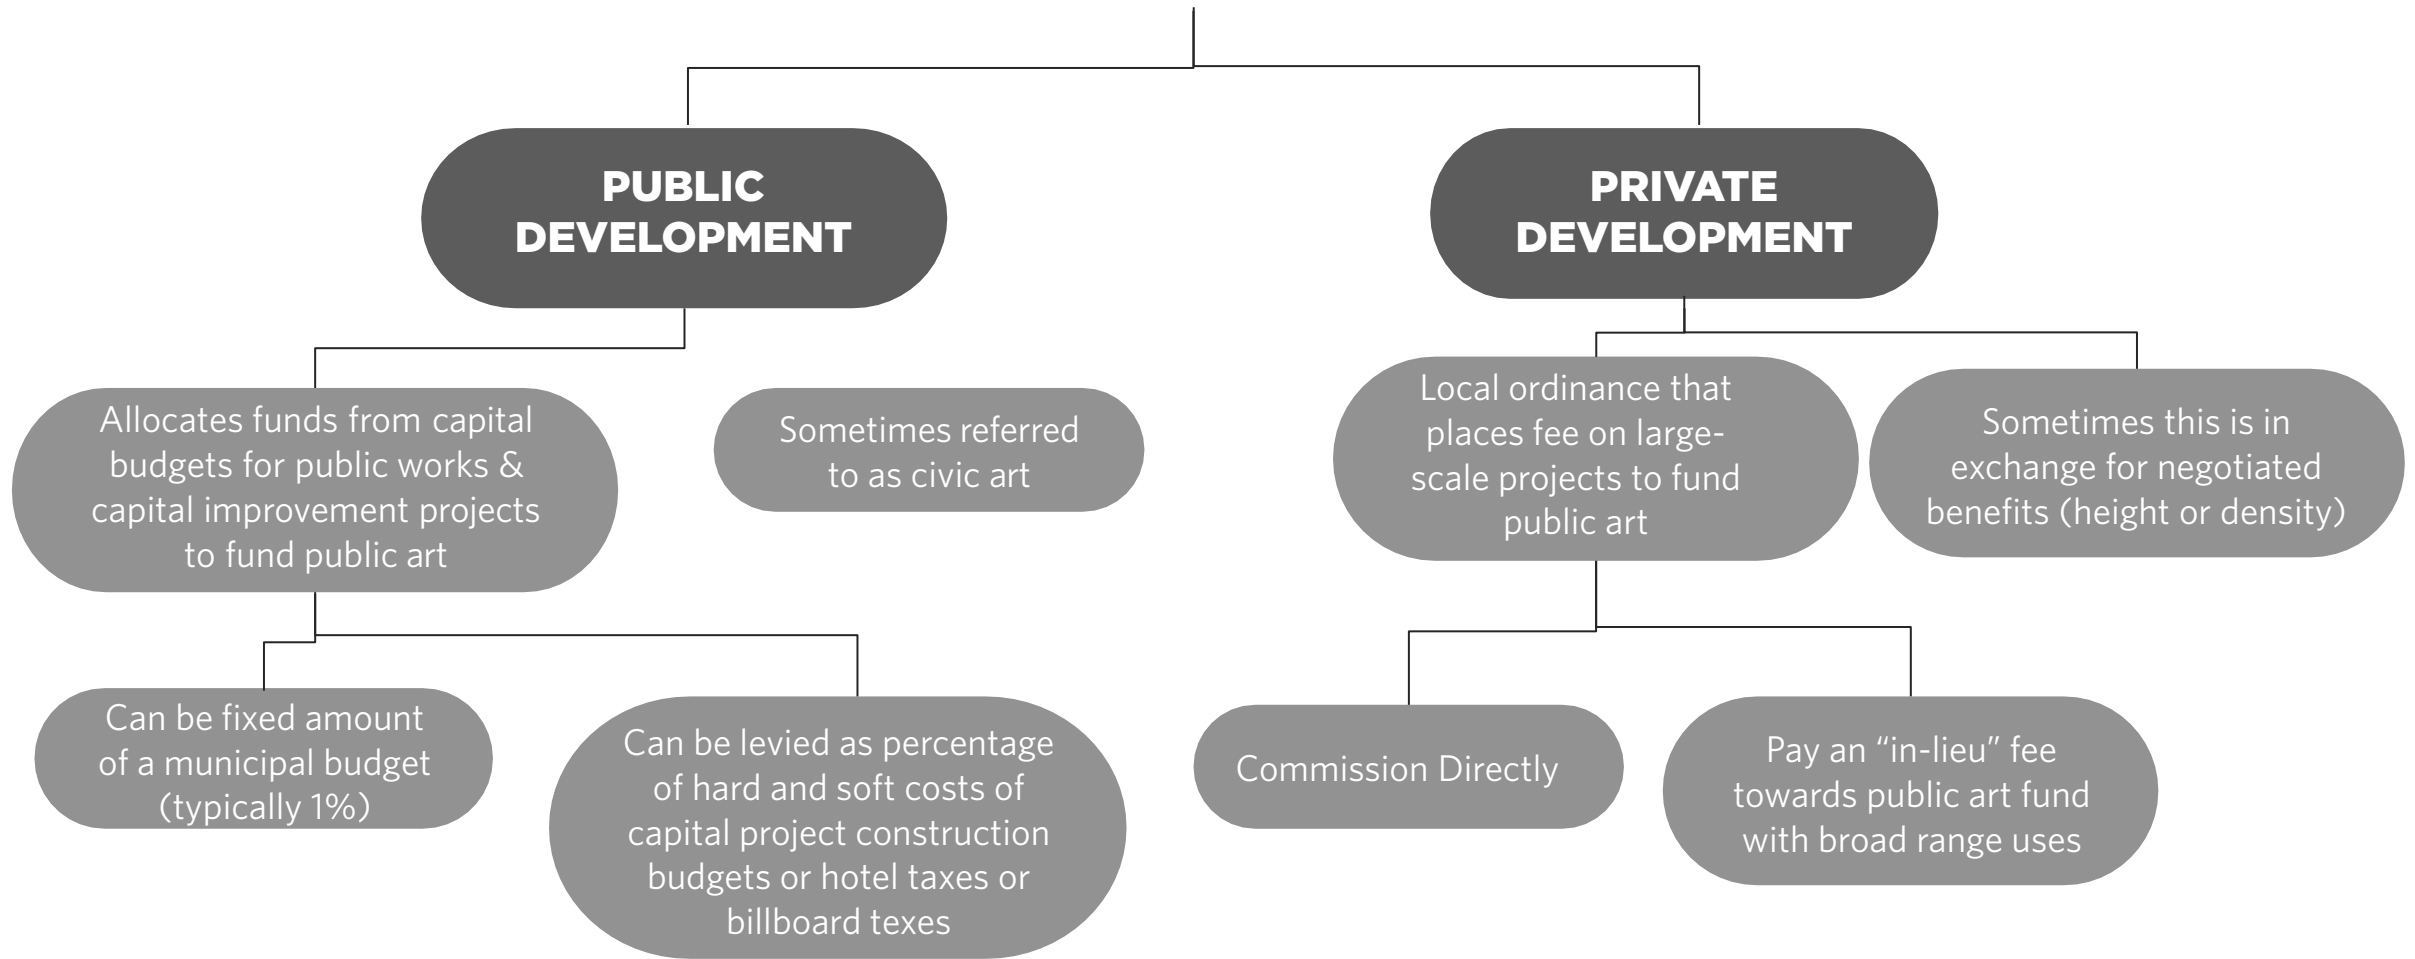 PUBLIC
DEVELOPMENT
PRIVATE
DEVELOPMENT
Allocates funds from capital
budgets for public works &
capital improvement projects
to fund public art
Sometimes referred
to as civic art
Local ordinance that
places fee on large-
scale projects to fund
public art
Sometimes this is in
exchange for negotiated
benefits (height or density)
Can be fixed amount
of a municipal budget
(typically 1%)
Can be levied as percentage
of hard and soft costs of
capital project construction
budgets or hotel taxes or
billboard texes
Commission Directly
Pay an “in-lieu” fee
towards public art fund
with broad range uses